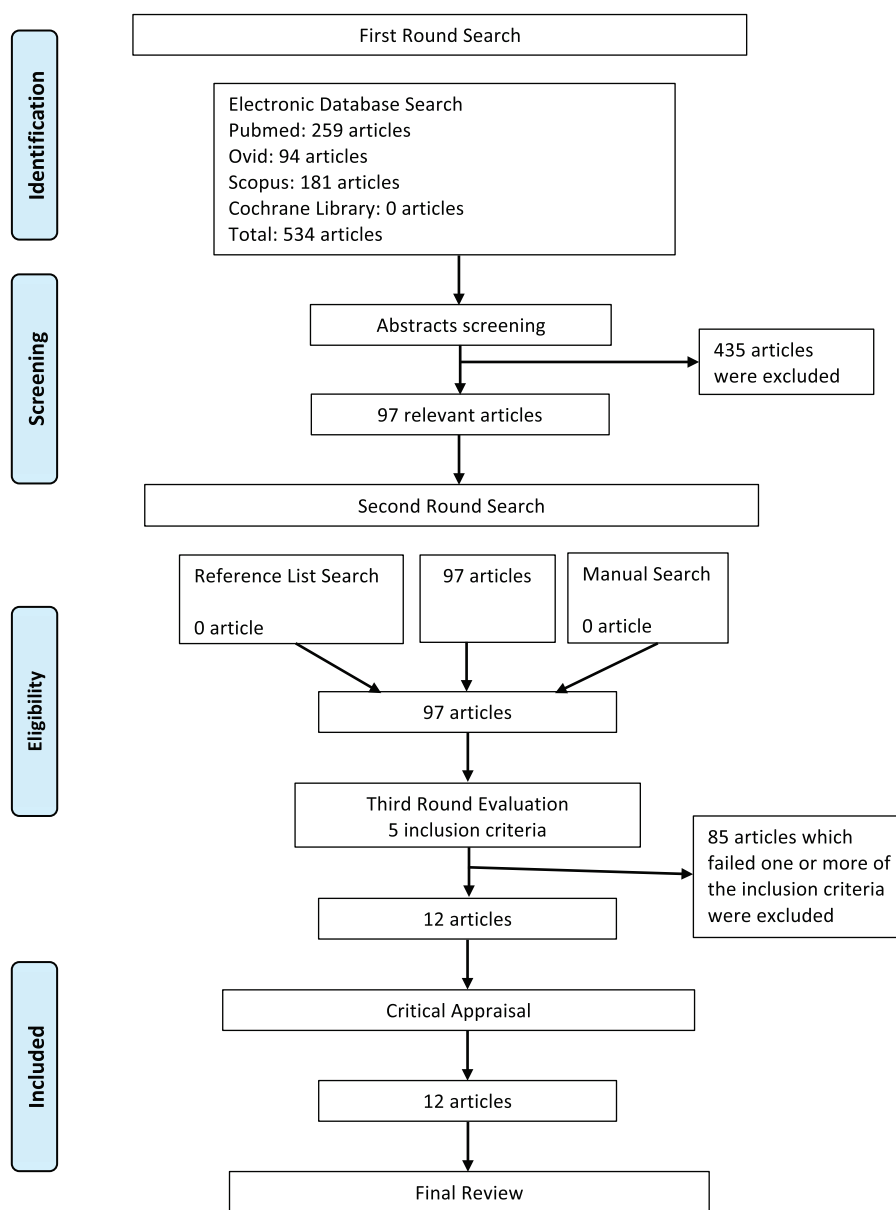 Identification
First Round Search
Electronic Database Search
Pubmed: 259 articles
Ovid: 94 articles
Scopus: 181 articles
Cochrane Library: 0 articles
Total: 534 articles
Screening
Abstracts screening
435 articles
were excluded
97 relevant articles
Second Round Search
Eligibility
Reference List Search
0 article
97 articles
Manual Search
0 article
97 articles
Third Round Evaluation
5 inclusion criteria
85 articles which
failed one or more of
the inclusion criteria
were excluded
12 articles
Included
Critical Appraisal
12 articles
Final Review